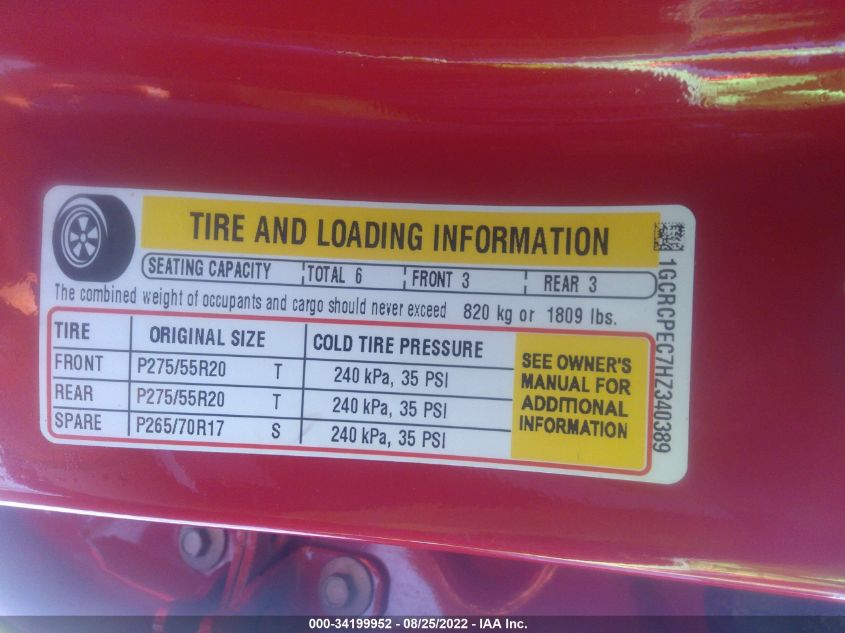 TIRE AND LOADING INFORMATION
SEATING CAPACITY TOTAL 6 FRONT 3 REAR 3
The combined weight of occupants and cargo should never exceed 820 kg or 1809 lbs.
TIRE ORIGINAL SIZE COLD TIRE PRESSURE
FRONT P275/55R20 T 240 kPa, 35 PSI
REAR P275/55R20 T 240 kPa, 35 PSI
SPARE P265/70R17 S 240 kPa, 35 PSI
SEE OWNER'S
MANUAL FOR
ADDITIONAL
INFORMATION
1GCRCPEC7HZ340389
000-34199952 - 08/25/2022 - IAA Inc.